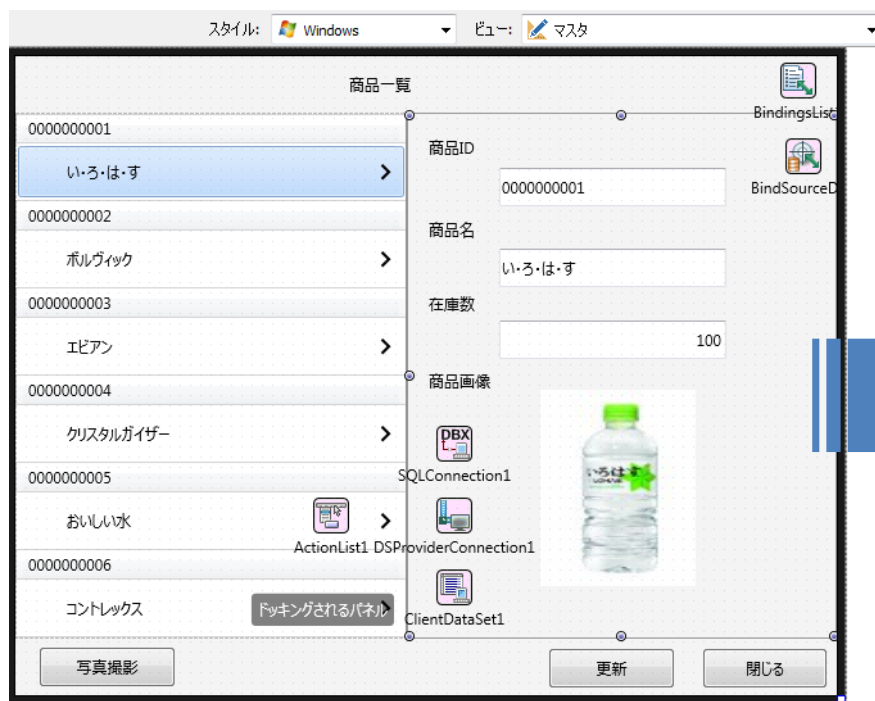 スタイル: Windows ビュー: マスタ
商品一覧
BindingsList
0000000001
い・ろ・は・す
0000000002
ボルヴィック
0000000003
エビアン
0000000004
クリスタルガイザー
0000000005
おいしい水
0000000006
コントレックス
商品ID
0000000001
BindSourceD
商品名
い・ろ・は・す
在庫数
100
商品画像
いろはす
DBX
SQLConnection1
ActionList1 DSProviderConnection1
ClientDataSet1
ドッキングされるパネル
写真撮影
更新
閉じる